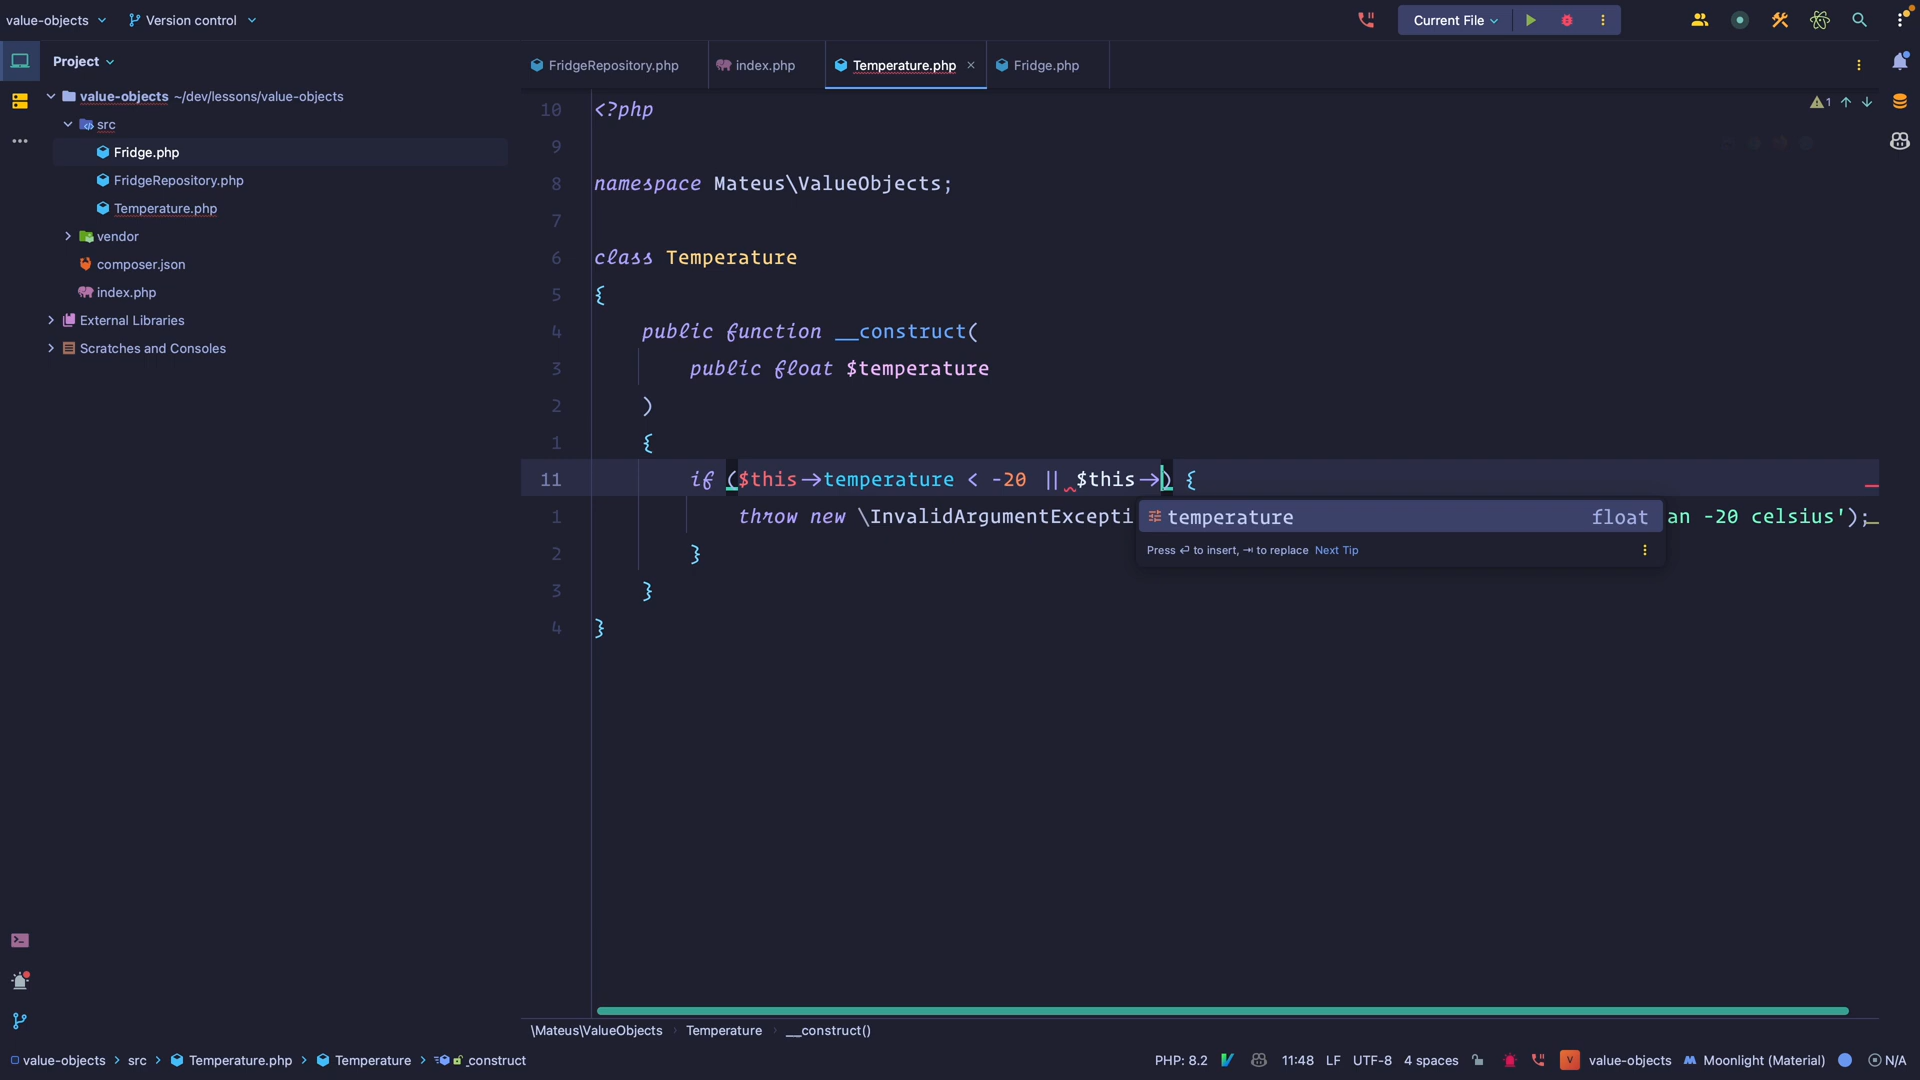 value-objects
Version control
Current File
Project
FridgeRepository.php
index.php
Temperature.php
Fridge.php
value-objects ~/dev/lessons/value-objects
src
Fridge.php
FridgeRepository.php
Temperature.php
vendor
composer.json
index.php
External Libraries
Scratches and Consoles
1
10 <?php
9
8 namespace Mateus\ValueObjects;
7
6 class Temperature
5 {
4 public function __construct(
3 public float $temperature
2 )
1 {
11 if ($this->temperature < -20 || $this->) {
1 throw new \InvalidArgumentExcepti an -20 celsius');
temperature float
Press ↩ to insert, ⇥ to replace Next Tip
2 }
3 }
4 }
\Mateus\ValueObjects Temperature __construct()
value-objects src Temperature.php Temperature _construct
PHP: 8.2 11:48 LF UTF-8 4 spaces V value-objects Moonlight (Material) N/A